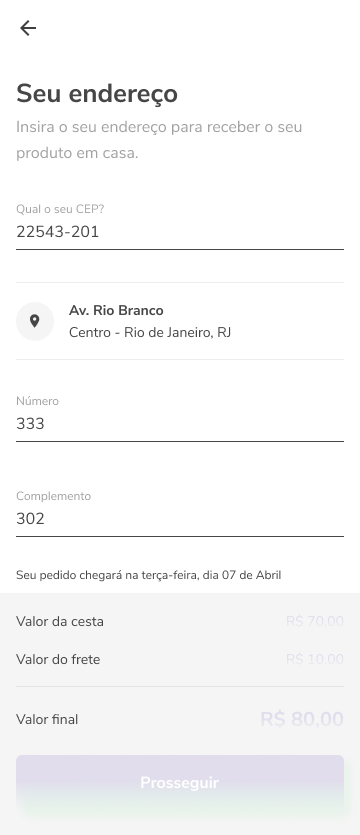 Seu endereço
Insira o seu endereço para receber o seu
produto em casa.
Qual o seu CEP?
22543-201
Av. Rio Branco
Centro - Rio de Janeiro, RJ
Número
333
Complemento
302
Seu pedido chegará na terça-feira, dia 07 de Abril
Valor da cesta R$ 70,00
Valor do frete R$ 10,00
Valor final R$ 80,00
Prosseguir